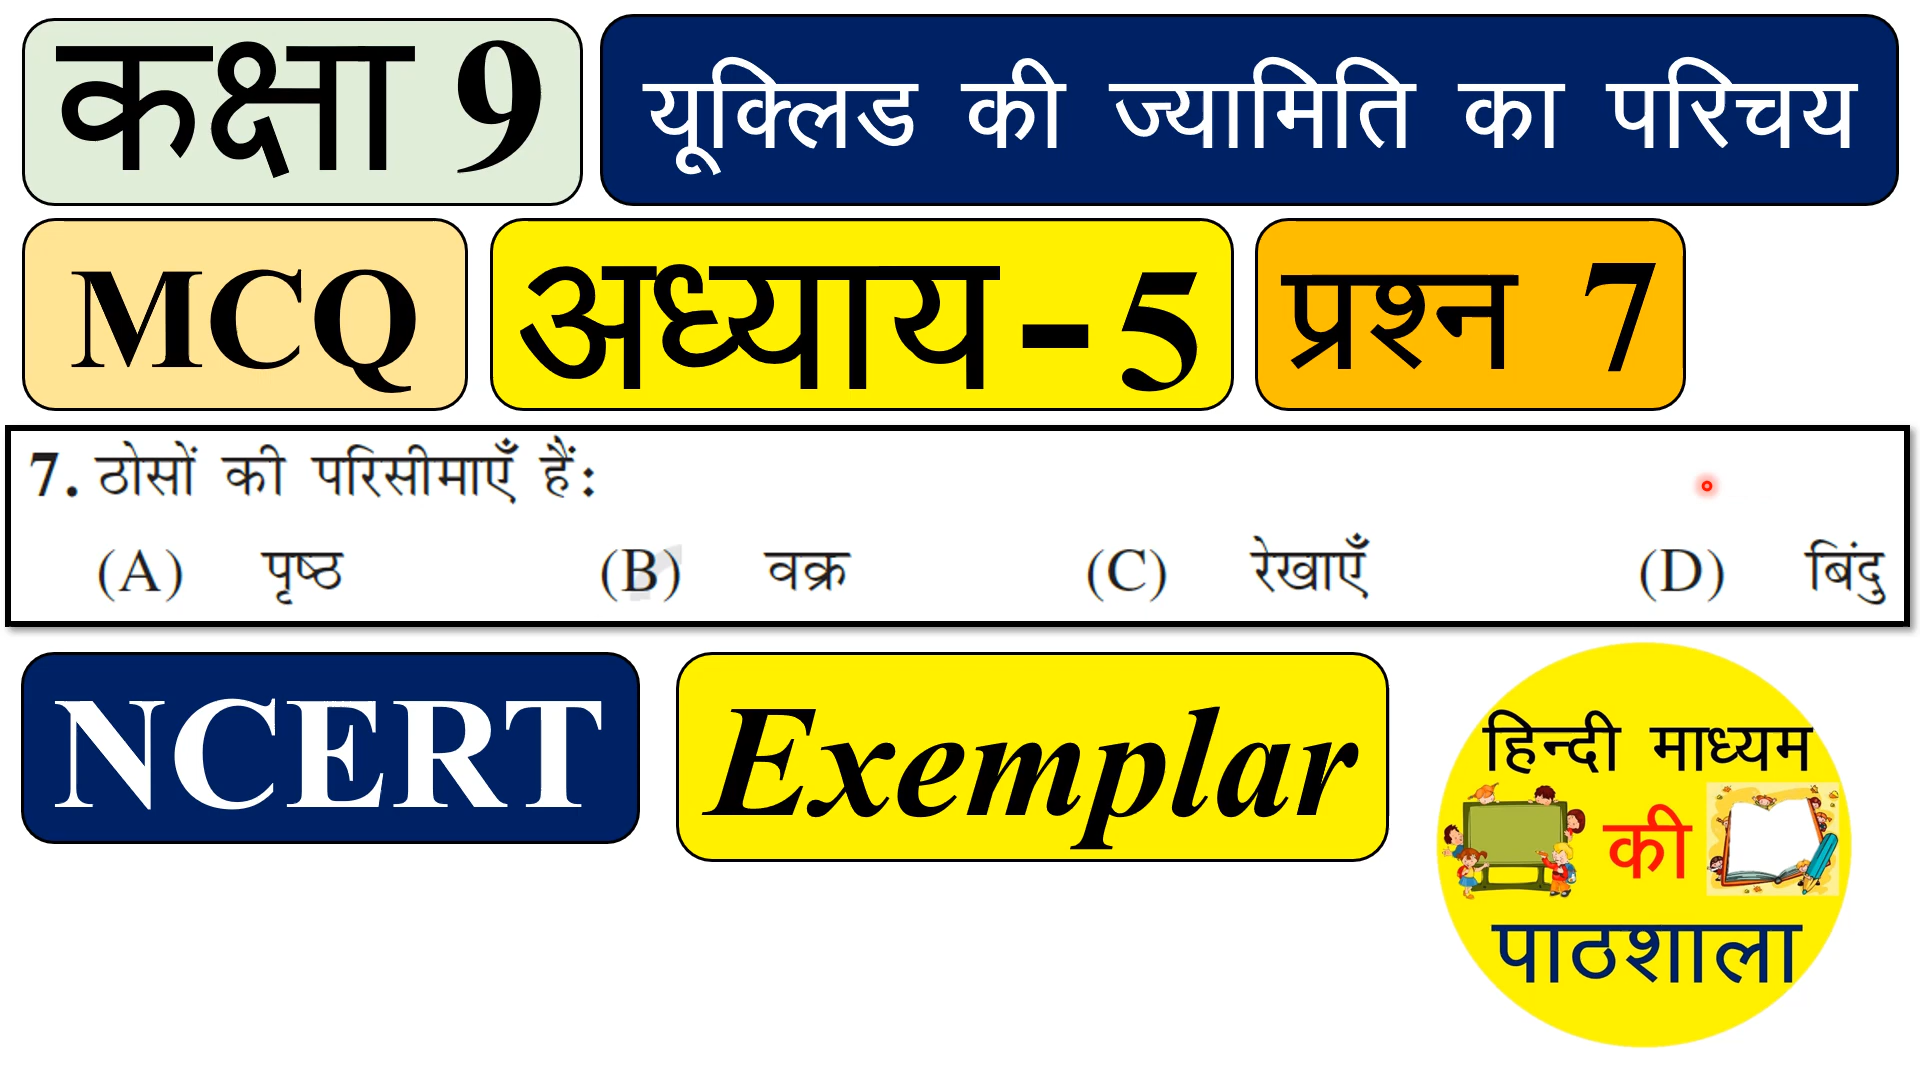 कक्षा 9
यूक्लिड की ज्यामिति का परिचय
MCQ
अध्याय-5
प्रश्न 7
7. ठोसों की परिसीमाएँ हैं:
(A) पृष्ठ (B) वक्र (C) रेखाएँ (D) बिंदु
NCERT
Exemplar
हिन्दी माध्यम
की
पाठशाला